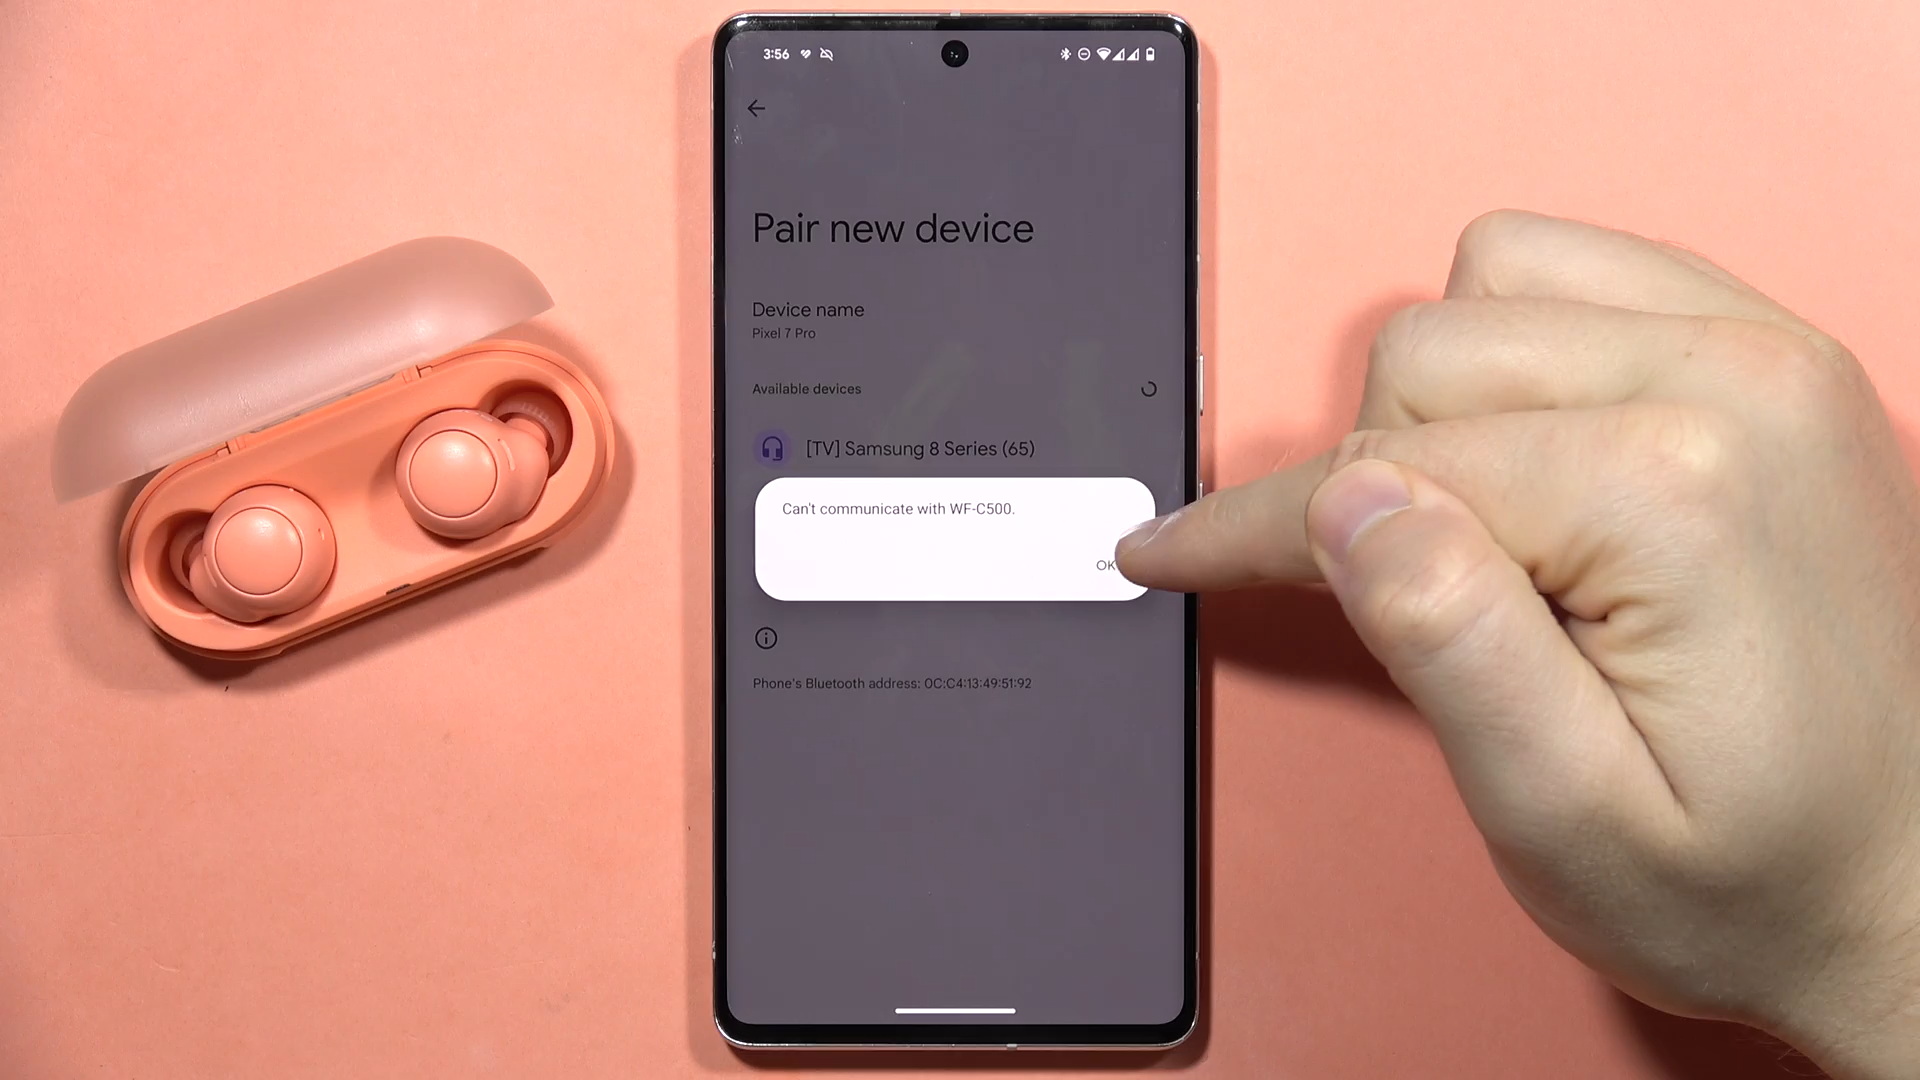 3:56
Pair new device
Device name
Pixel 7 Pro
Available devices
[TV] Samsung 8 Series (65)
Can't communicate with WF-C500.
OK
Phone's Bluetooth address: 0C:C4:13:49:51:92